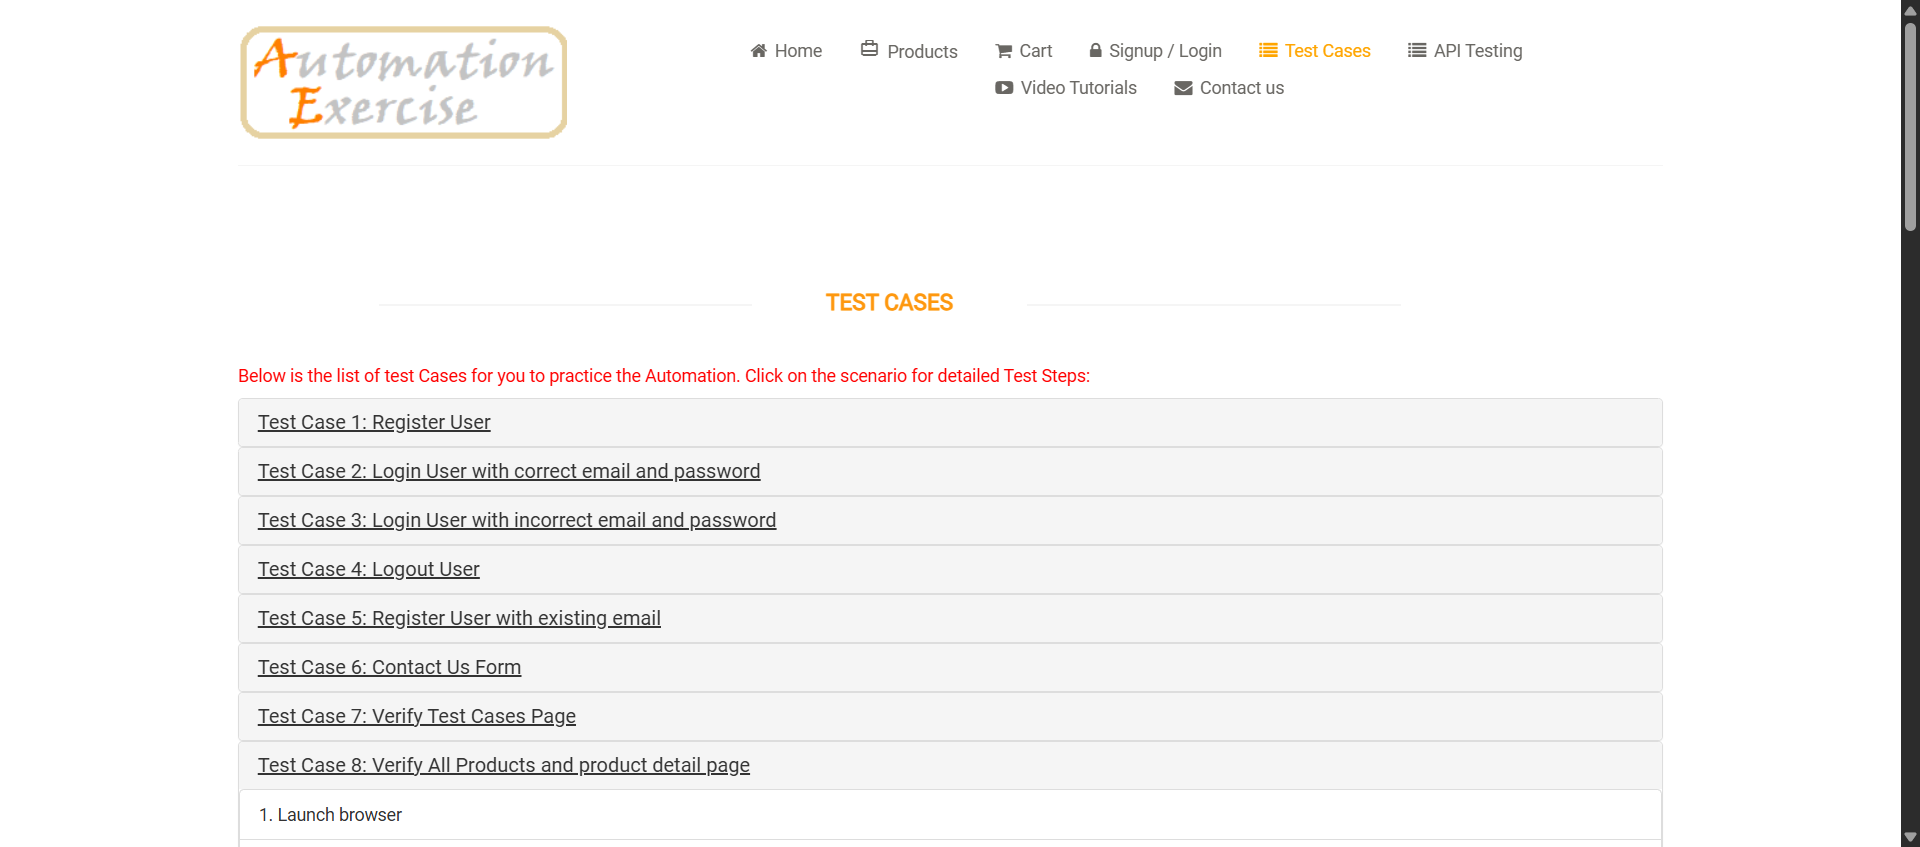 Automation
Exercise
Home
Products
Cart
Signup / Login
Test Cases
API Testing
Video Tutorials
Contact us
TEST CASES
Below is the list of test Cases for you to practice the Automation. Click on the scenario for detailed Test Steps:
Test Case 1: Register User
Test Case 2: Login User with correct email and password
Test Case 3: Login User with incorrect email and password
Test Case 4: Logout User
Test Case 5: Register User with existing email
Test Case 6: Contact Us Form
Test Case 7: Verify Test Cases Page
Test Case 8: Verify All Products and product detail page
1. Launch browser